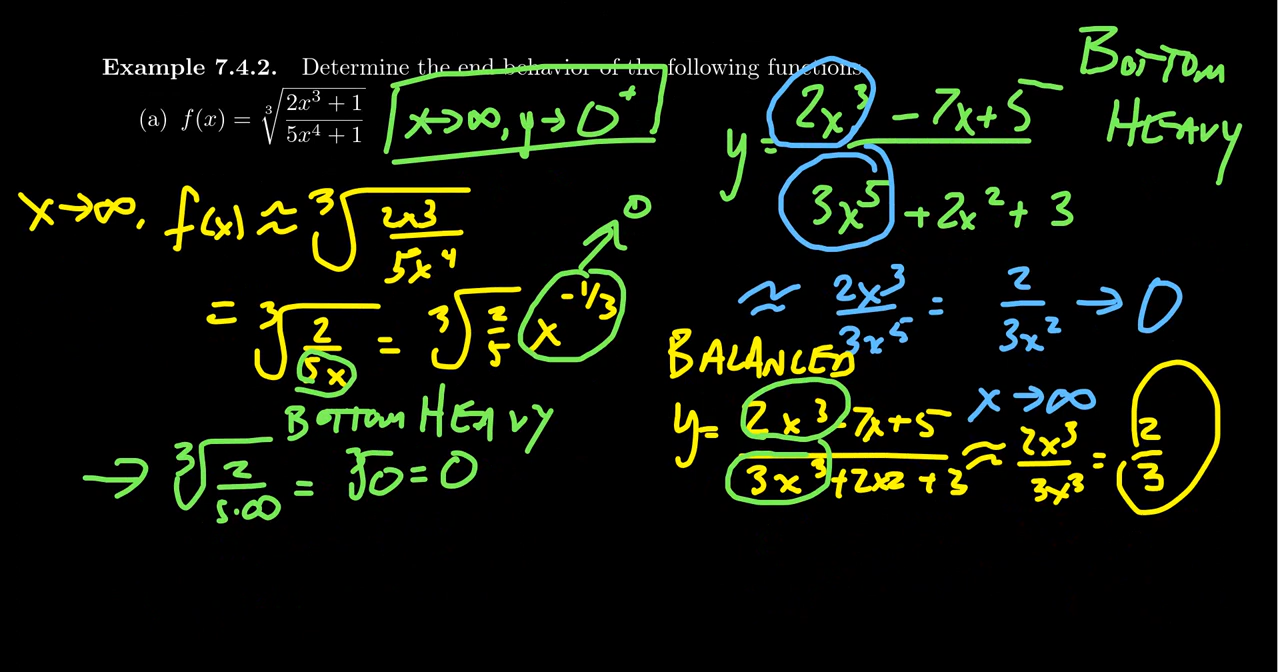 Example 7.4.2. Determine the end behavior of the following functions
(a) f(x) = ∛((2x³ + 1)/(5x⁴ + 1))
x→∞, y→0⁺
x→∞, f(x) ≈ ∛(2x³/5x⁴)
= ∛(2/5x) = ∛(2/5) x^(-1/3) → 0
BOTTOM HEAVY
→ ∛(2/5·∞) = ∛0 = 0
BOTTOM
HEAVY
y = (2x³ - 7x + 5)/(3x⁵ + 2x² + 3)
≈ 2x³/3x⁵ = 2/3x² → 0
x→∞
BALANCED
y = (2x³ - 7x + 5)/(3x³ + 2x2 + 3) ≈ 2x³/3x³ = 2/3